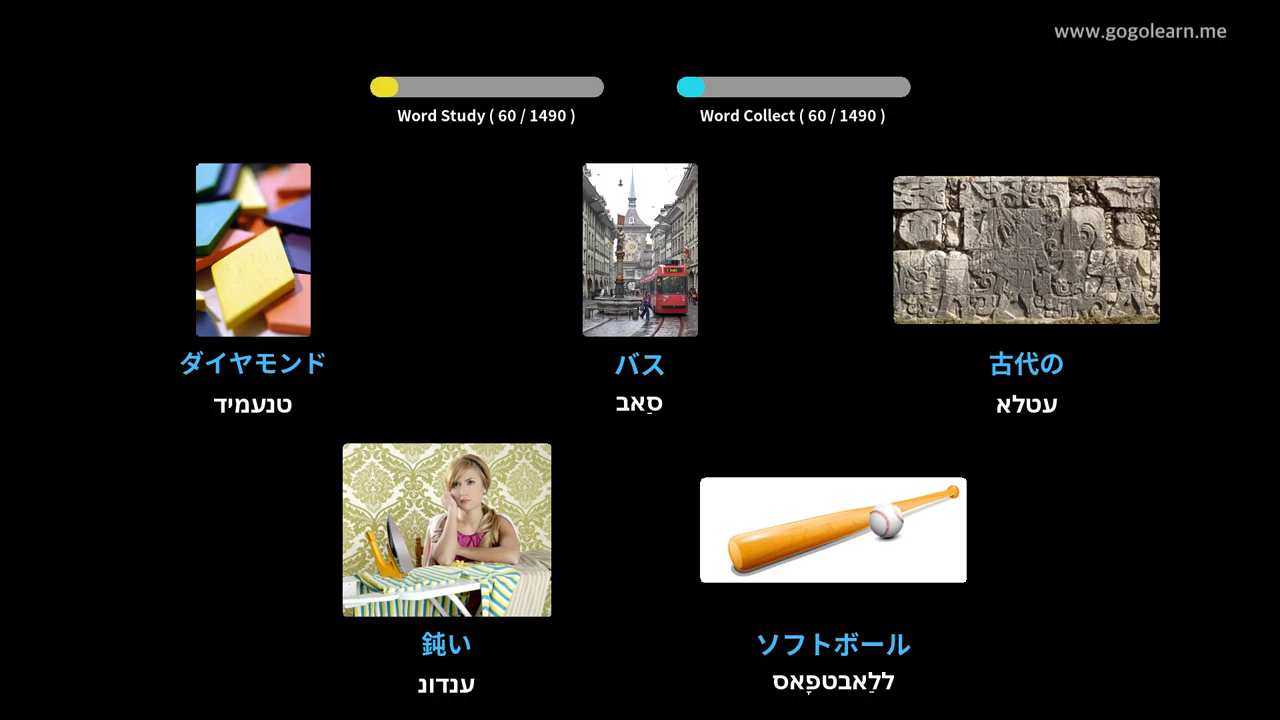 www.gogolearn.me
Word Study ( 60 / 1490 )
Word Collect ( 60 / 1490 )
ダイヤモンド
טנעמיד
バス
סַאב
古代の
עטלא
鈍い
ענדונ
ソフトボール
ללַאבטפָאס